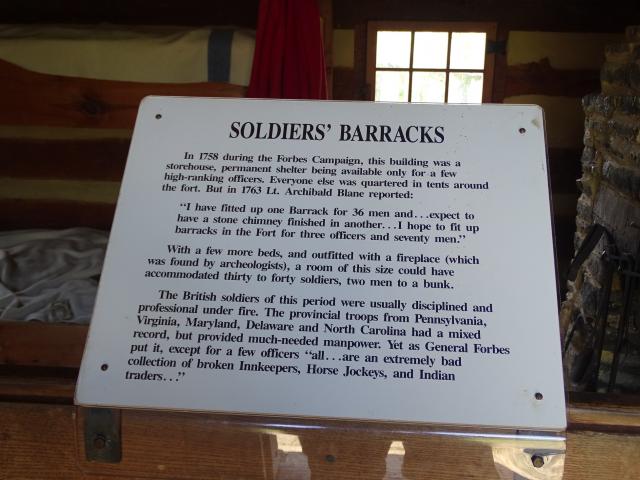 SOLDIERS' BARRACKS
In 1758 during the Forbes Campaign, this building was a
storehouse, permanent shelter being available only for a few
high-ranking officers. Everyone else was quartered in tents around
the fort. But in 1763 Lt. Archibald Blane reported:
"I have fitted up one Barrack for 36 men and...expect to
have a stone chimney finished in another...I hope to fit up
barracks in the Fort for three officers and seventy men."
With a few more beds, and outfitted with a fireplace (which
was found by archeologists), a room of this size could have
accommodated thirty to forty soldiers, two men to a bunk.
The British soldiers of this period were usually disciplined and
professional under fire. The provincial troops from Pennsylvania,
Virginia, Maryland, Delaware and North Carolina had a mixed
record, but provided much-needed manpower. Yet as General Forbes
put it, except for a few officers "all...are an extremely bad
collection of broken Innkeepers, Horse Jockeys, and Indian
traders..."